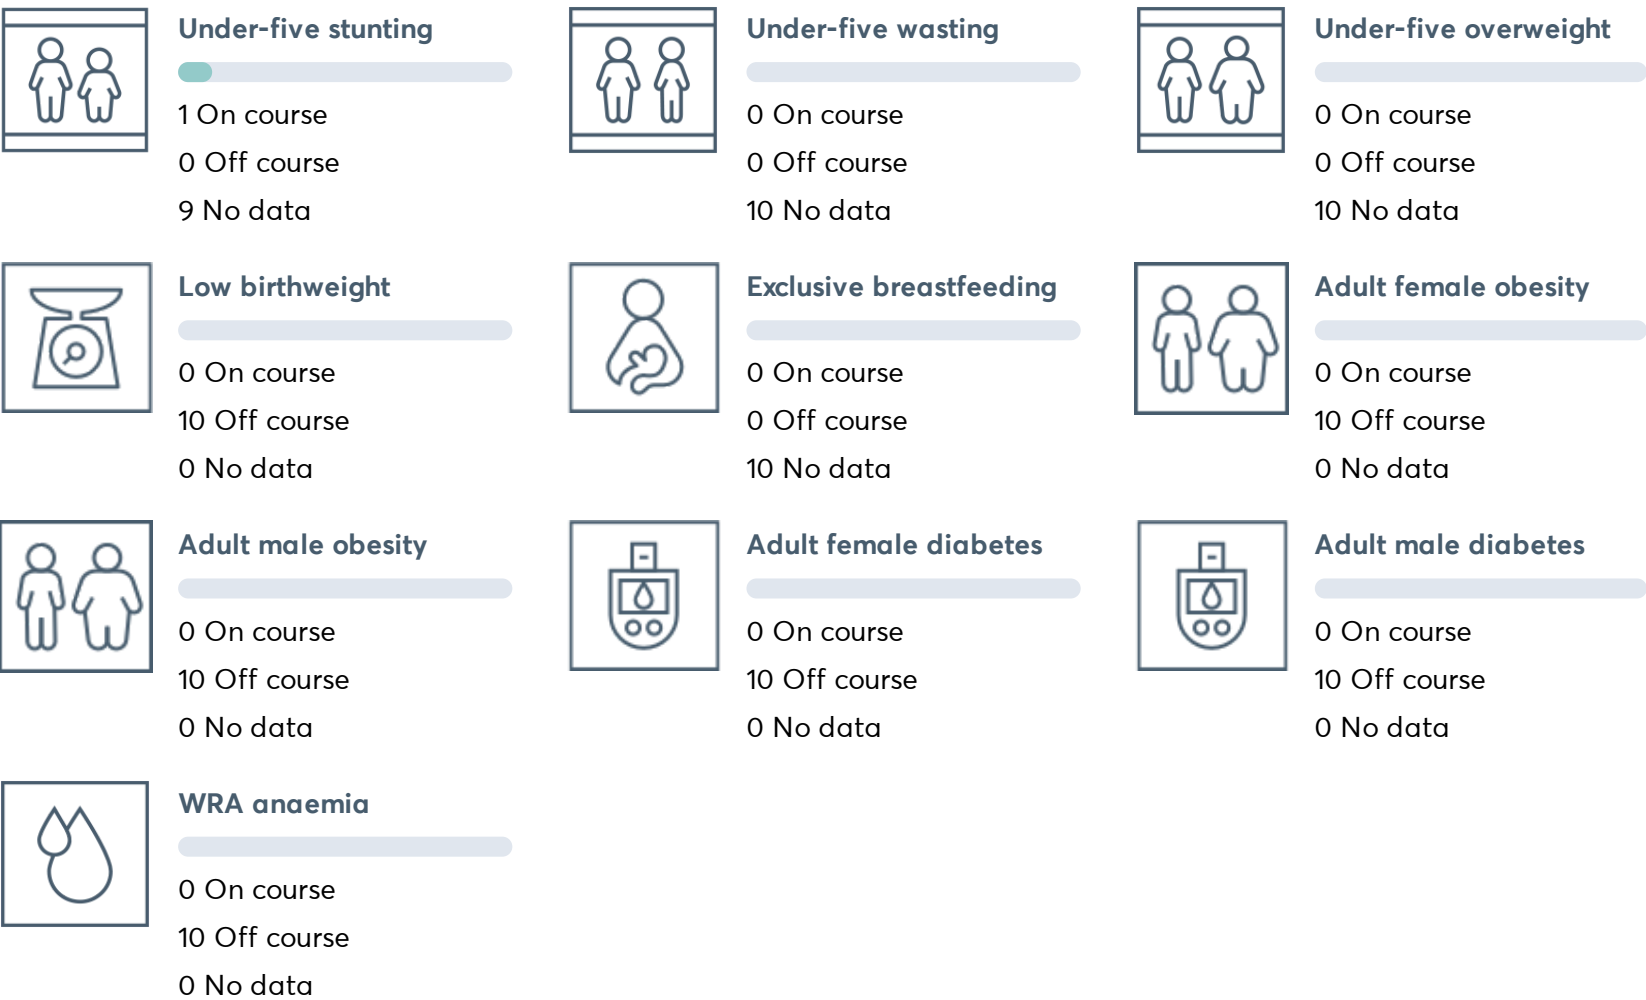 Under-five stunting
1 On course
0 Off course
9 No data
Under-five wasting
0 On course
0 Off course
10 No data
Under-five overweight
0 On course
0 Off course
10 No data
Low birthweight
0 On course
10 Off course
0 No data
Exclusive breastfeeding
0 On course
0 Off course
10 No data
Adult female obesity
0 On course
10 Off course
0 No data
Adult male obesity
0 On course
10 Off course
0 No data
Adult female diabetes
0 On course
10 Off course
0 No data
Adult male diabetes
0 On course
10 Off course
0 No data
WRA anaemia
0 On course
10 Off course
0 No data